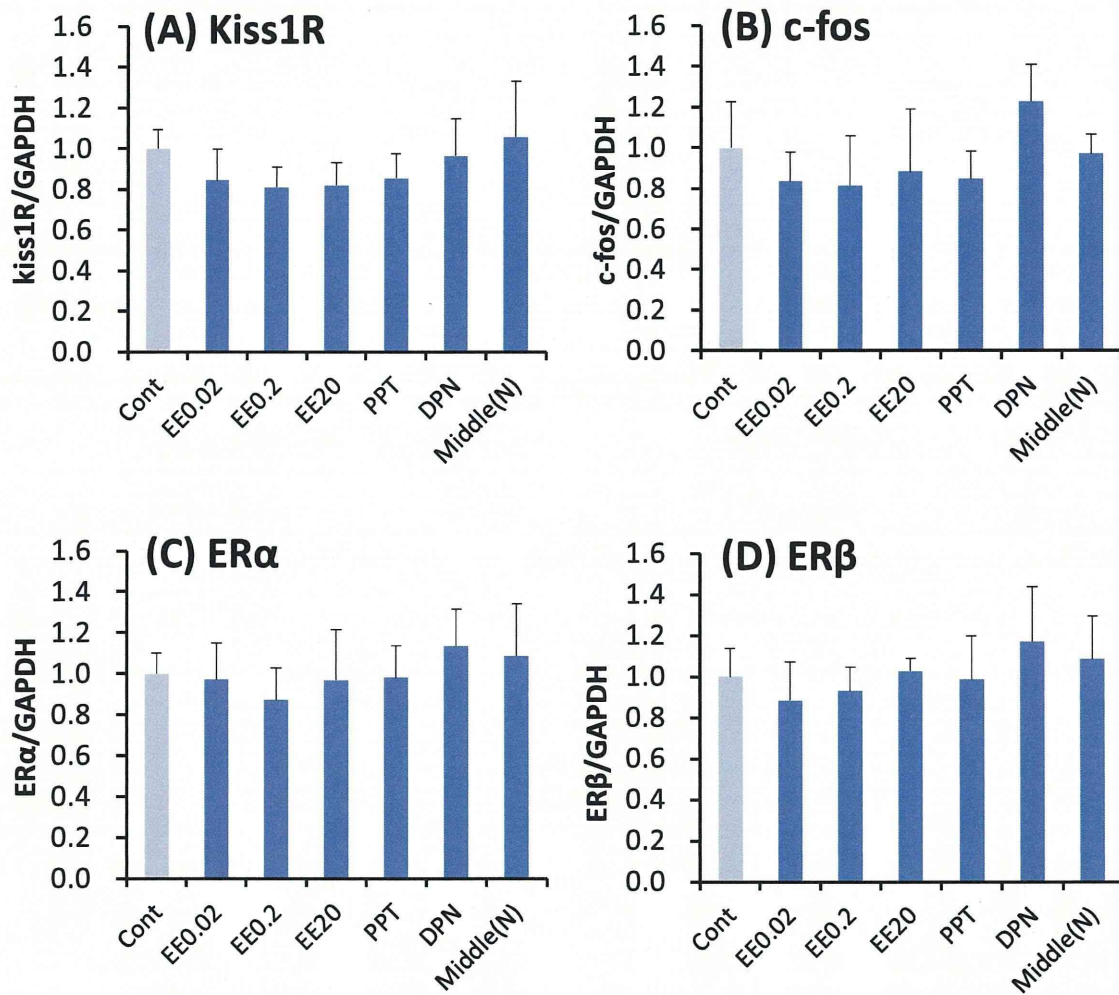 (A) Kiss1R
kiss1R/GAPDH
1.6
1.4
1.2
1.0
0.8
0.6
0.4
0.2
0.0
Cont
EE0.02
EE0.2
EE20
PPT
DPN
Middle(N)
(B) c-fos
c-fos/GAPDH
1.6
1.4
1.2
1.0
0.8
0.6
0.4
0.2
0.0
Cont
EE0.02
EE0.2
EE20
PPT
DPN
Middle(N)
(C) ERα
ERα/GAPDH
1.6
1.4
1.2
1.0
0.8
0.6
0.4
0.2
0.0
Cont
EE0.02
EE0.2
EE20
PPT
DPN
Middle(N)
(D) ERβ
ERβ/GAPDH
1.6
1.4
1.2
1.0
0.8
0.6
0.4
0.2
0.0
Cont
EE0.02
EE0.2
EE20
PPT
DPN
Middle(N)